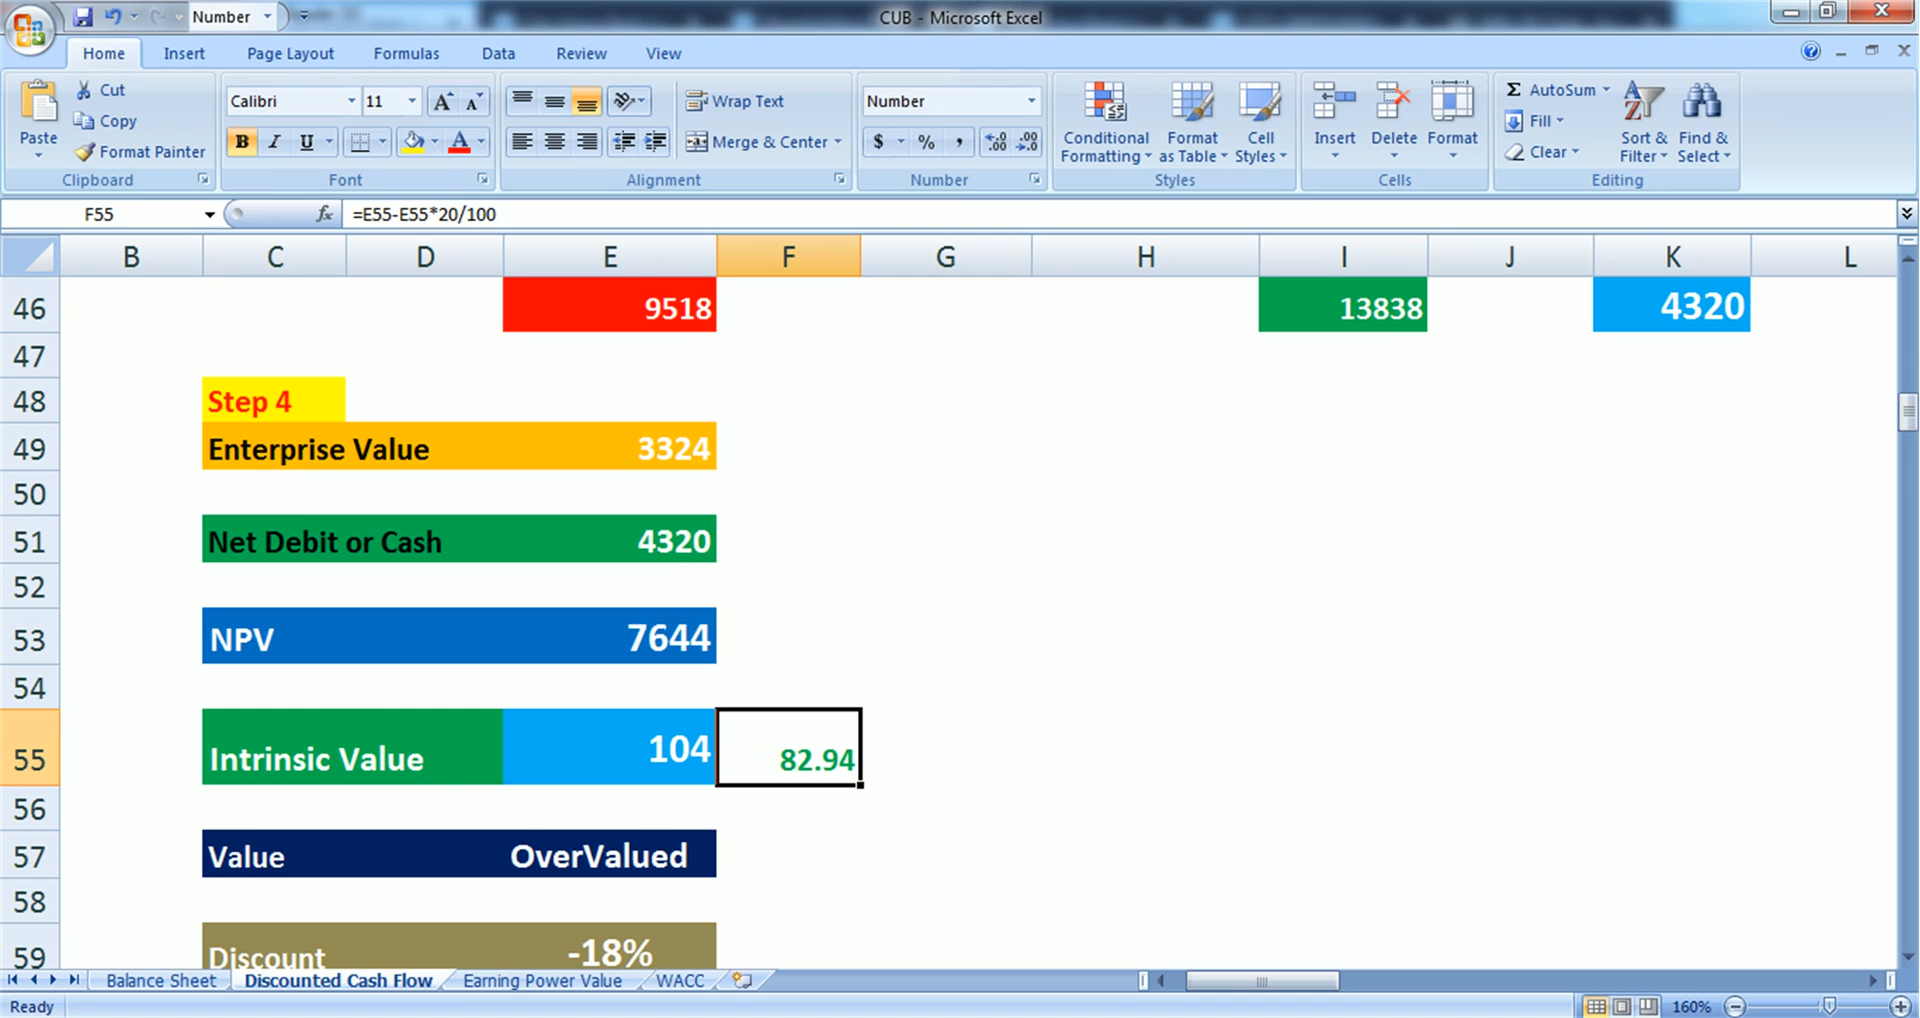 Number
CUB - Microsoft Excel
Home Insert Page Layout Formulas Data Review View
Paste
Cut
Copy
Format Painter
Clipboard
Calibri 11
B I U
Font
Wrap Text
Merge & Center
Alignment
Number
$ % ,
Number
Conditional Formatting
Format as Table
Cell Styles
Styles
Insert Delete Format
Cells
Σ AutoSum
Fill
Clear
Sort & Filter
Find & Select
Editing
F55 fx =E55-E55*20/100
B C D E F G H I J K L
46 9518 13838 4320
47
48 Step 4
49 Enterprise Value 3324
50
51 Net Debit or Cash 4320
52
53 NPV 7644
54
55 Intrinsic Value 104 82.94
56
57 Value OverValued
58
59 Discount -18%
Balance Sheet Discounted Cash Flow Earning Power Value WACC
Ready 160%